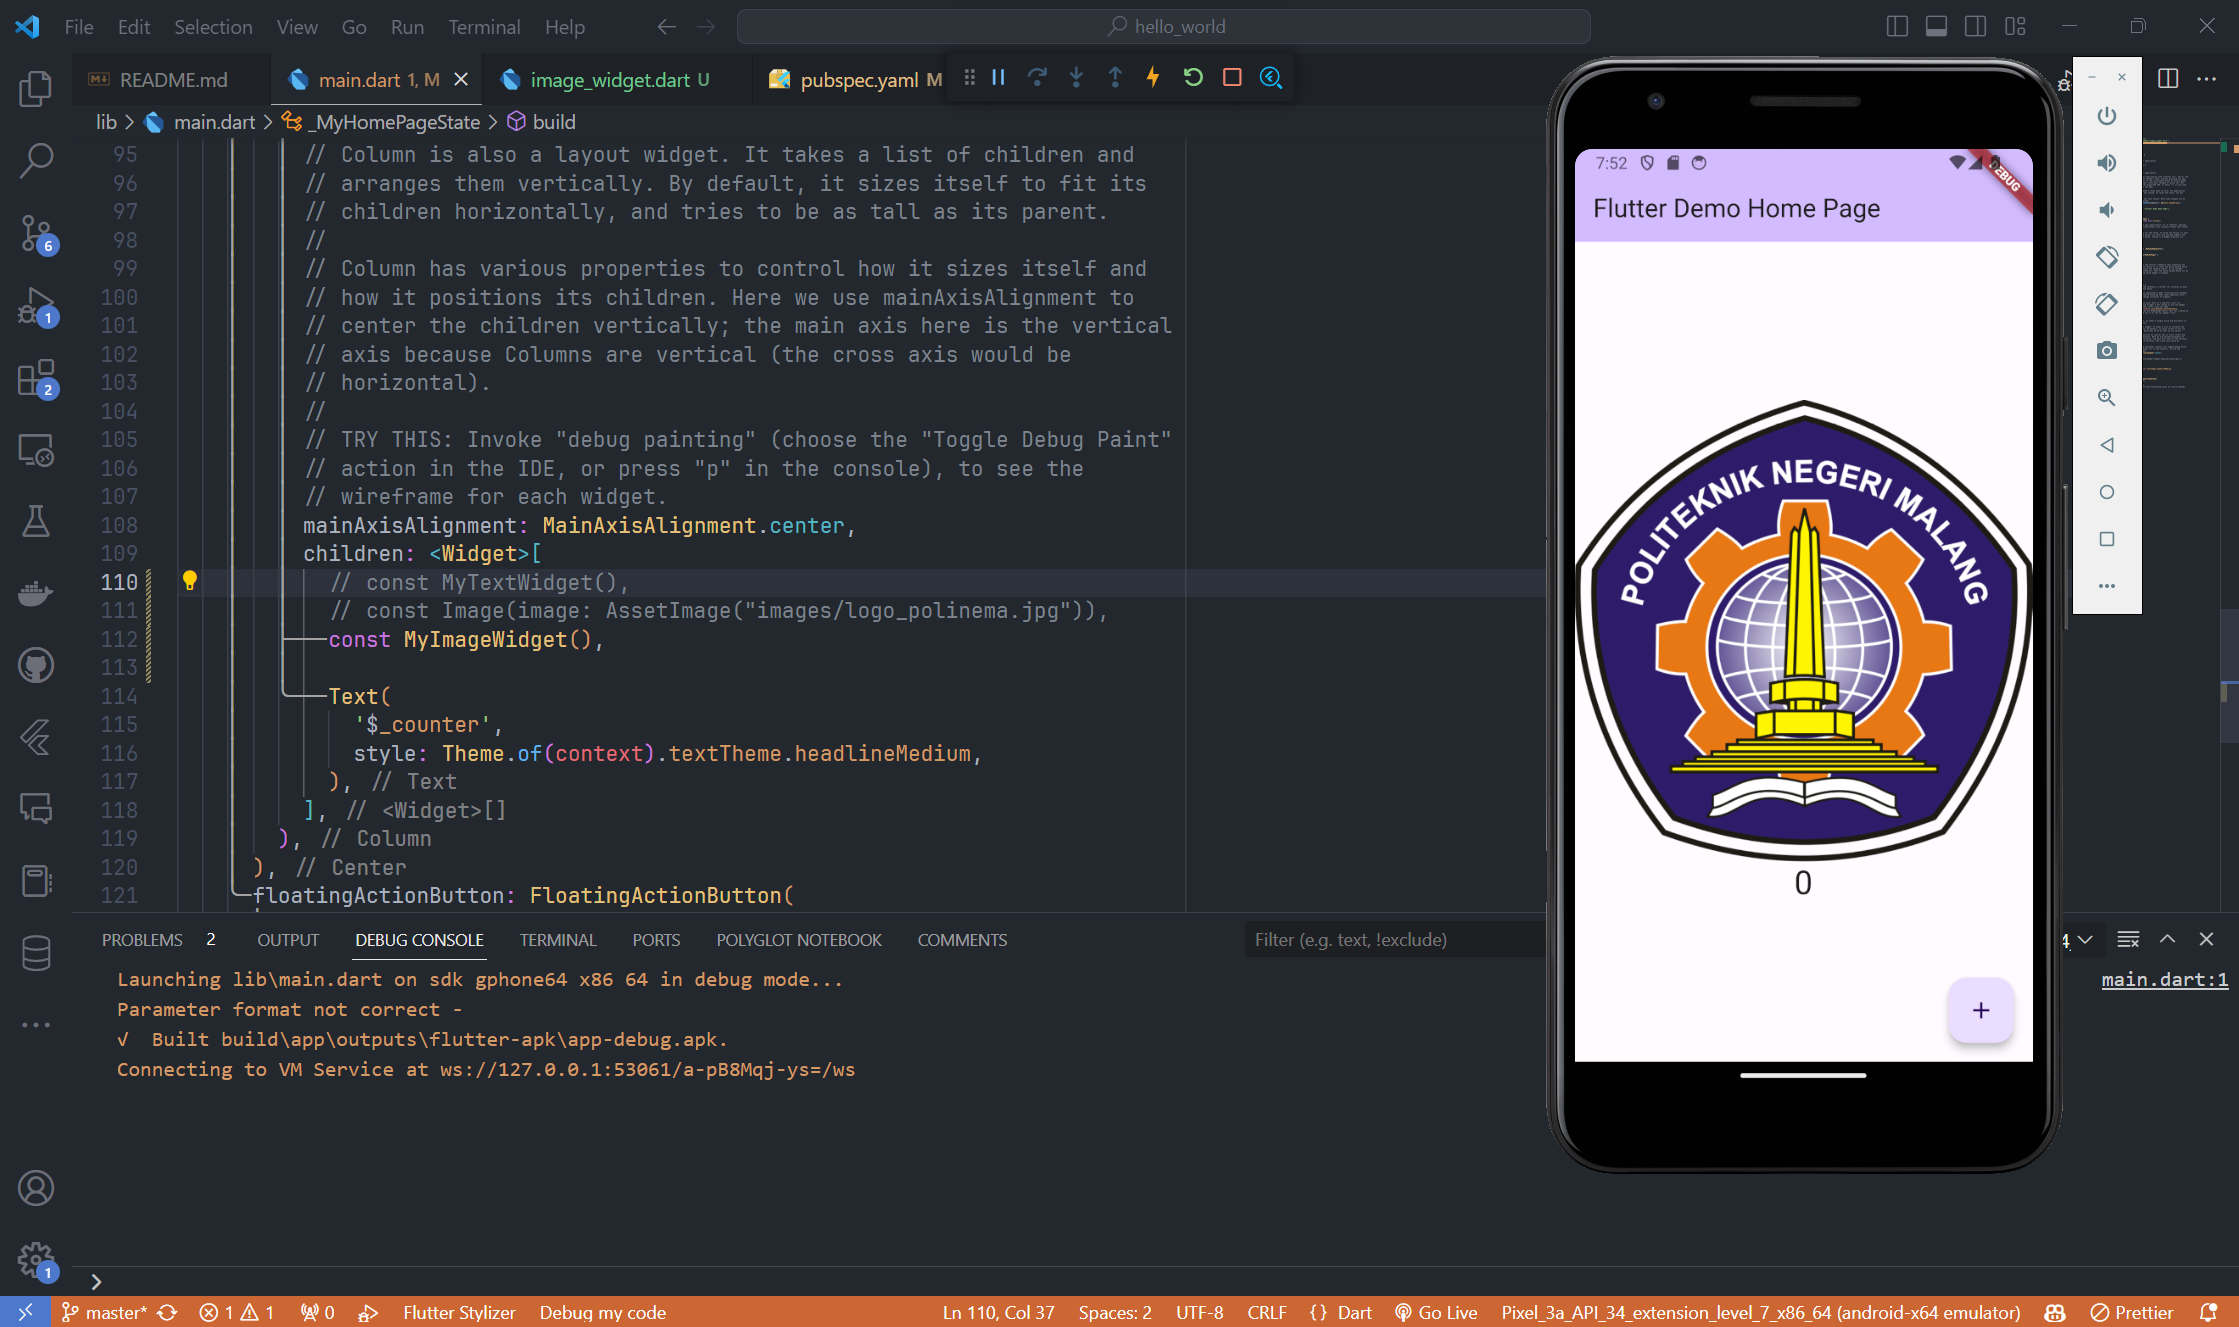 File Edit Selection View Go Run Terminal Help
hello_world
README.md
main.dart 1, M
image_widget.dart U
pubspec.yaml M
lib > main.dart > _MyHomePageState > build
95 // Column is also a layout widget. It takes a list of children and
96 // arranges them vertically. By default, it sizes itself to fit its
97 // children horizontally, and tries to be as tall as its parent.
98 //
99 // Column has various properties to control how it sizes itself and
100 // how it positions its children. Here we use mainAxisAlignment to
101 // center the children vertically; the main axis here is the vertical
102 // axis because Columns are vertical (the cross axis would be
103 // horizontal).
104 //
105 // TRY THIS: Invoke "debug painting" (choose the "Toggle Debug Paint"
106 // action in the IDE, or press "p" in the console), to see the
107 // wireframe for each widget.
108 mainAxisAlignment: MainAxisAlignment.center,
109 children: <Widget>[
110 // const MyTextWidget(),
111 // const Image(image: AssetImage("images/logo_polinema.jpg")),
112 const MyImageWidget(),
113
114 Text(
115 '$_counter',
116 style: Theme.of(context).textTheme.headlineMedium,
117 ), // Text
118 ], // <Widget>[]
119 ), // Column
120 ), // Center
121 floatingActionButton: FloatingActionButton(
6
1
2
1
PROBLEMS 2 OUTPUT DEBUG CONSOLE TERMINAL PORTS POLYGLOT NOTEBOOK COMMENTS
Filter (e.g. text, !exclude)
Launching lib\main.dart on sdk gphone64 x86 64 in debug mode...
main.dart:1
Parameter format not correct -
√ Built build\app\outputs\flutter-apk\app-debug.apk.
Connecting to VM Service at ws://127.0.0.1:53061/a-pB8Mqj-ys=/ws
7:52
DEBUG
Flutter Demo Home Page
POLITEKNIK NEGERI MALANG
0
+
master* 1 1 0 Flutter Stylizer Debug my code
Ln 110, Col 37 Spaces: 2 UTF-8 CRLF {} Dart Go Live Pixel_3a_API_34_extension_level_7_x86_64 (android-x64 emulator) Prettier